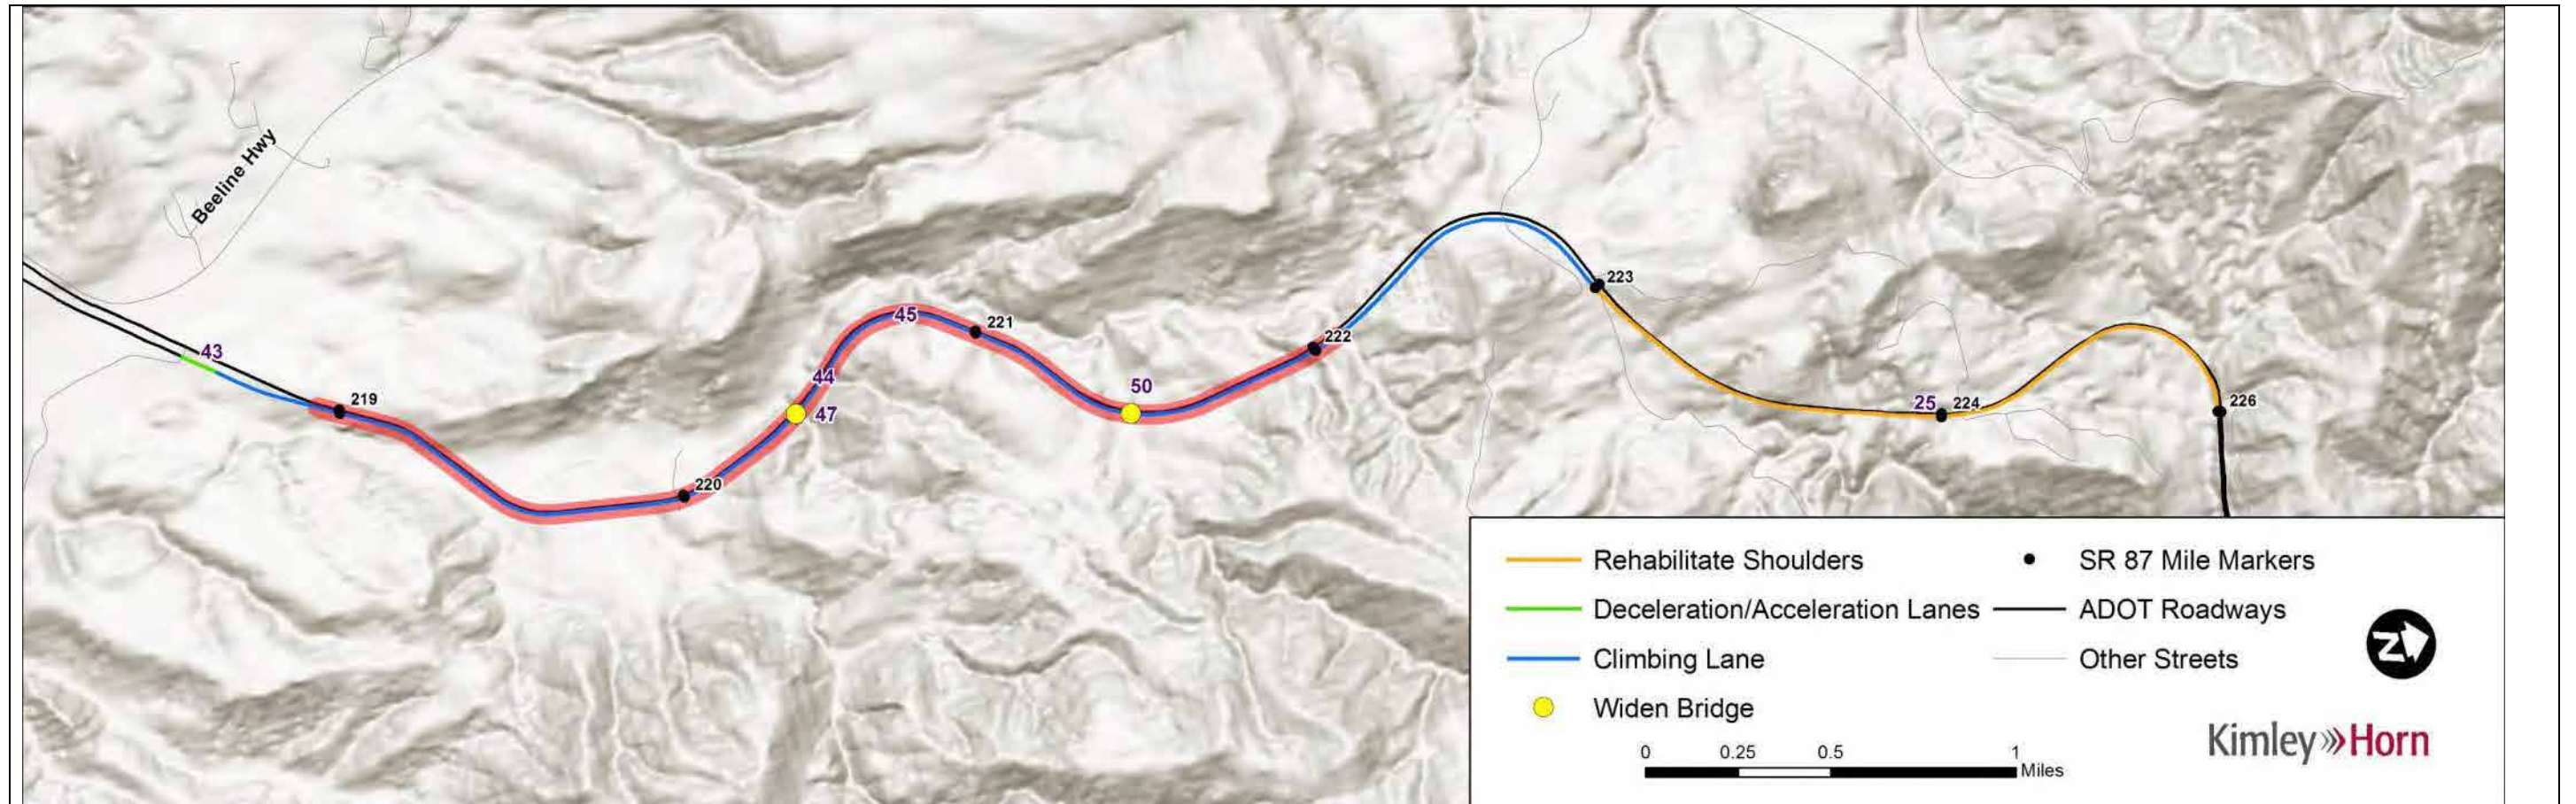 Beeline Hwy
43
219
220
44
47
45
221
50
222
223
25
224
226
Rehabilitate Shoulders
Deceleration/Acceleration Lanes
Climbing Lane
Widen Bridge
SR 87 Mile Markers
ADOT Roadways
Other Streets
Z
0 0.25 0.5 1
Miles
Kimley»Horn